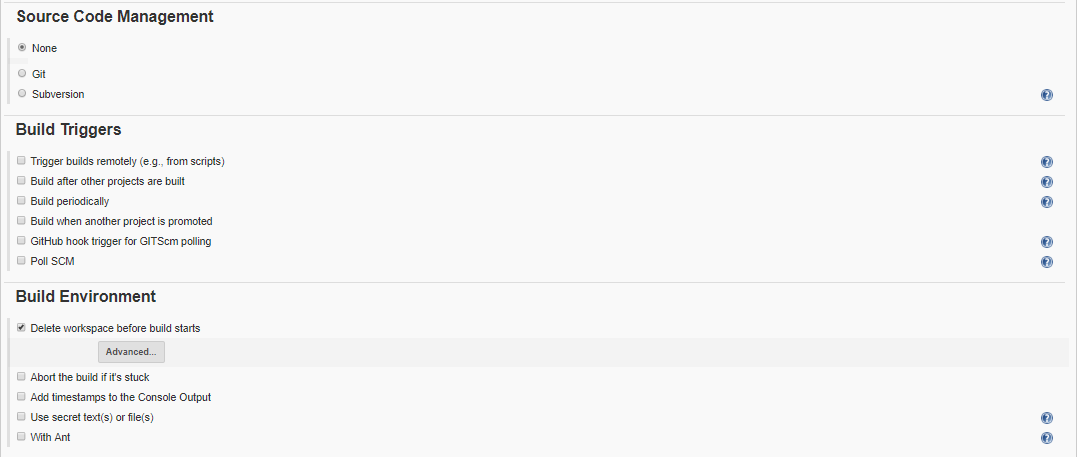 Source Code Management
None
Git
Subversion
Build Triggers
Trigger builds remotely (e.g., from scripts)
Build after other projects are built
Build periodically
Build when another project is promoted
GitHub hook trigger for GITScm polling
Poll SCM
Build Environment
Delete workspace before build starts
Advanced...
Abort the build if it's stuck
Add timestamps to the Console Output
Use secret text(s) or file(s)
With Ant